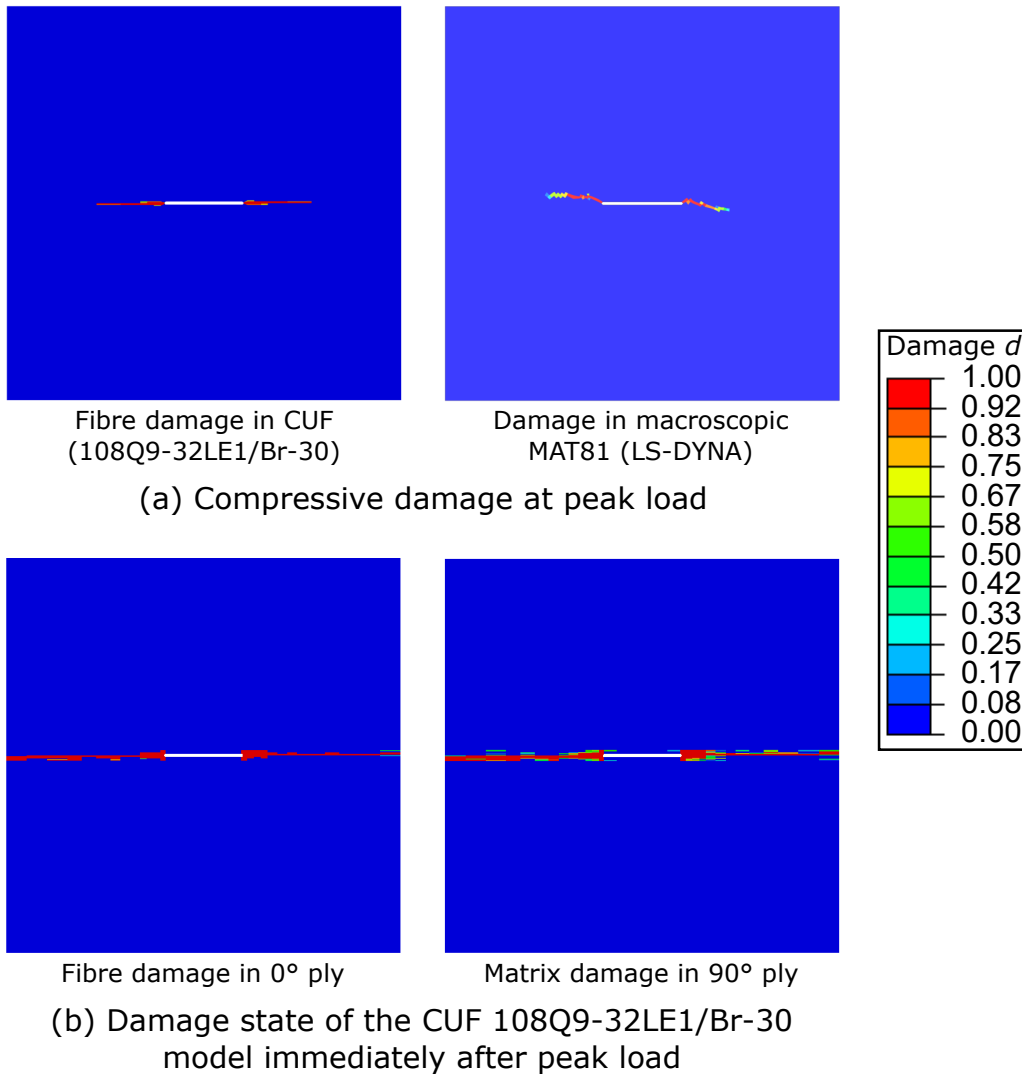 Fibre damage in CUF
(108Q9-32LE1/Br-30)
Damage in macroscopic
MAT81 (LS-DYNA)
(a) Compressive damage at peak load
Damage d
1.00
0.92
0.83
0.75
0.67
0.58
0.50
0.42
0.33
0.25
0.17
0.08
0.00
Fibre damage in 0° ply
Matrix damage in 90° ply
(b) Damage state of the CUF 108Q9-32LE1/Br-30
model immediately after peak load